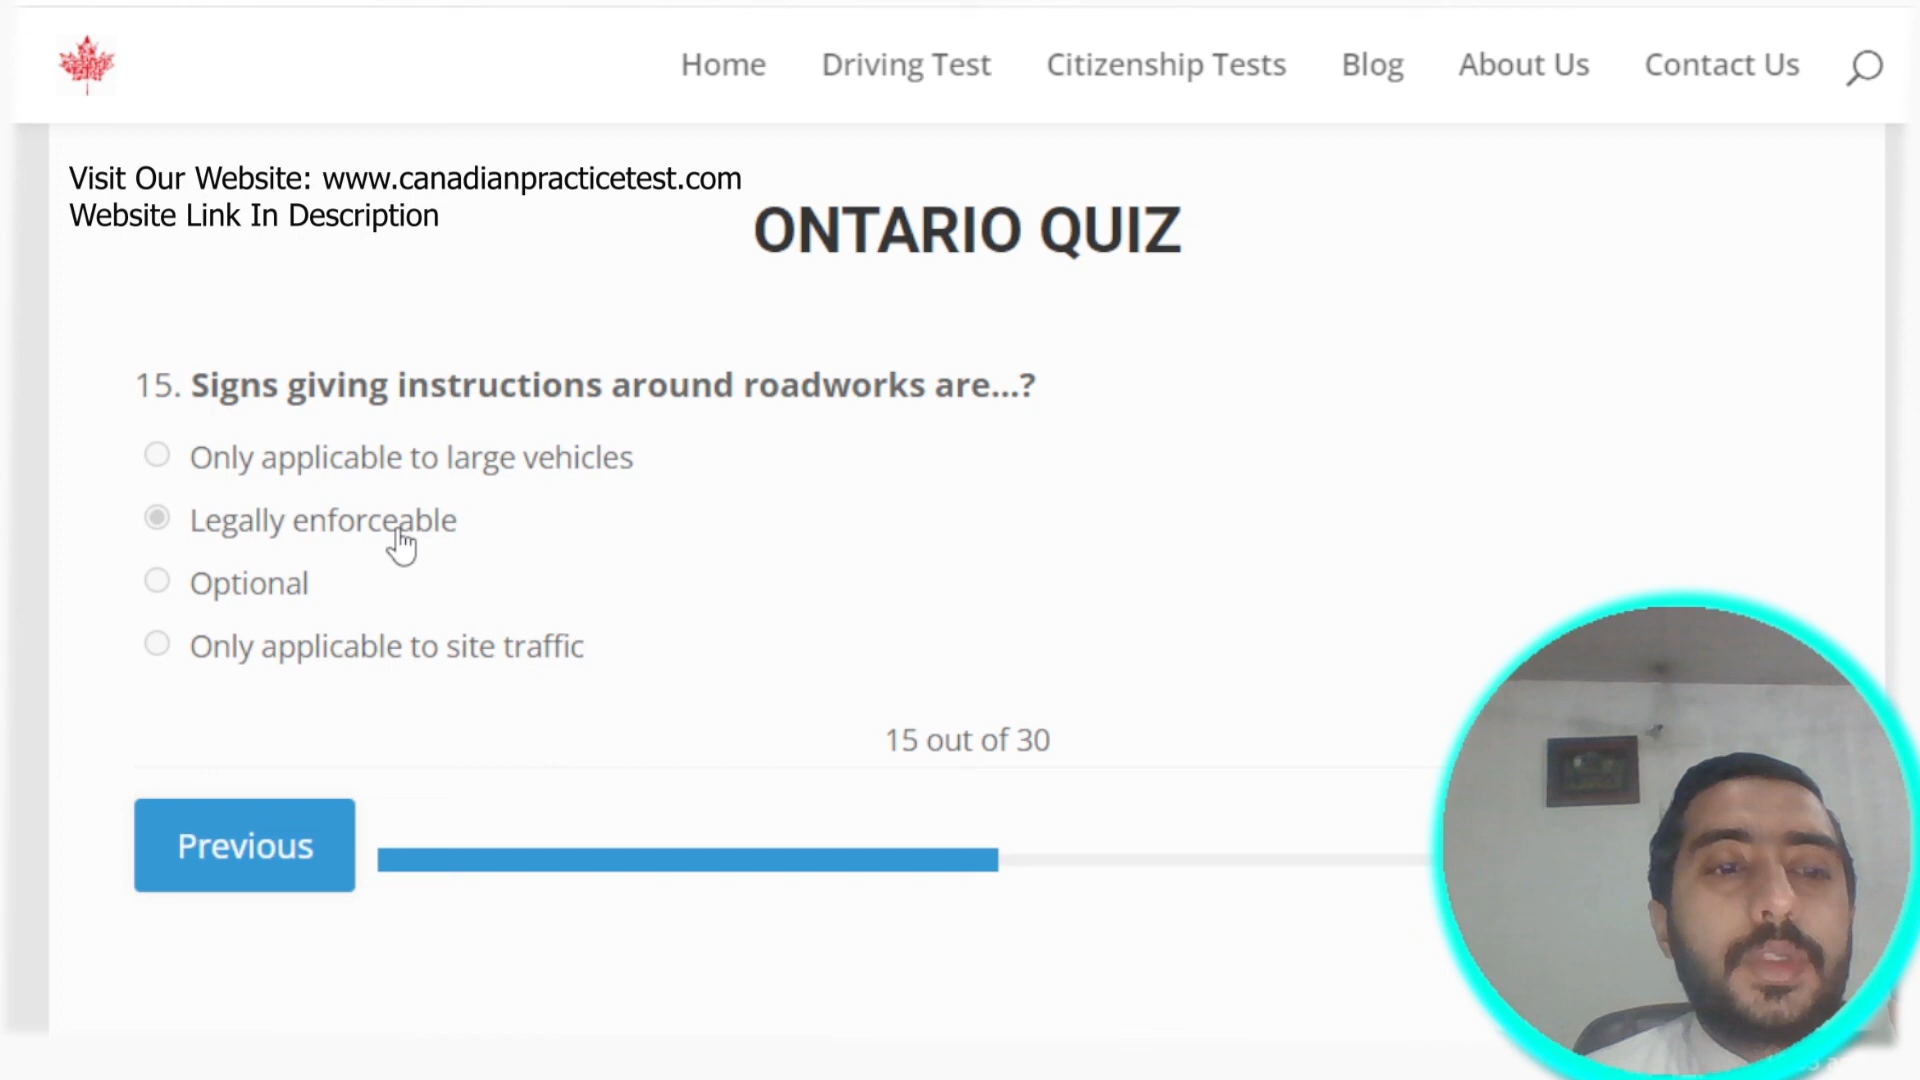 Home Driving Test Citizenship Tests Blog About Us Contact Us
Visit Our Website: www.canadianpracticetest.com
Website Link In Description
ONTARIO QUIZ
15. Signs giving instructions around roadworks are...?
Only applicable to large vehicles
Legally enforceable
Optional
Only applicable to site traffic
15 out of 30
Previous